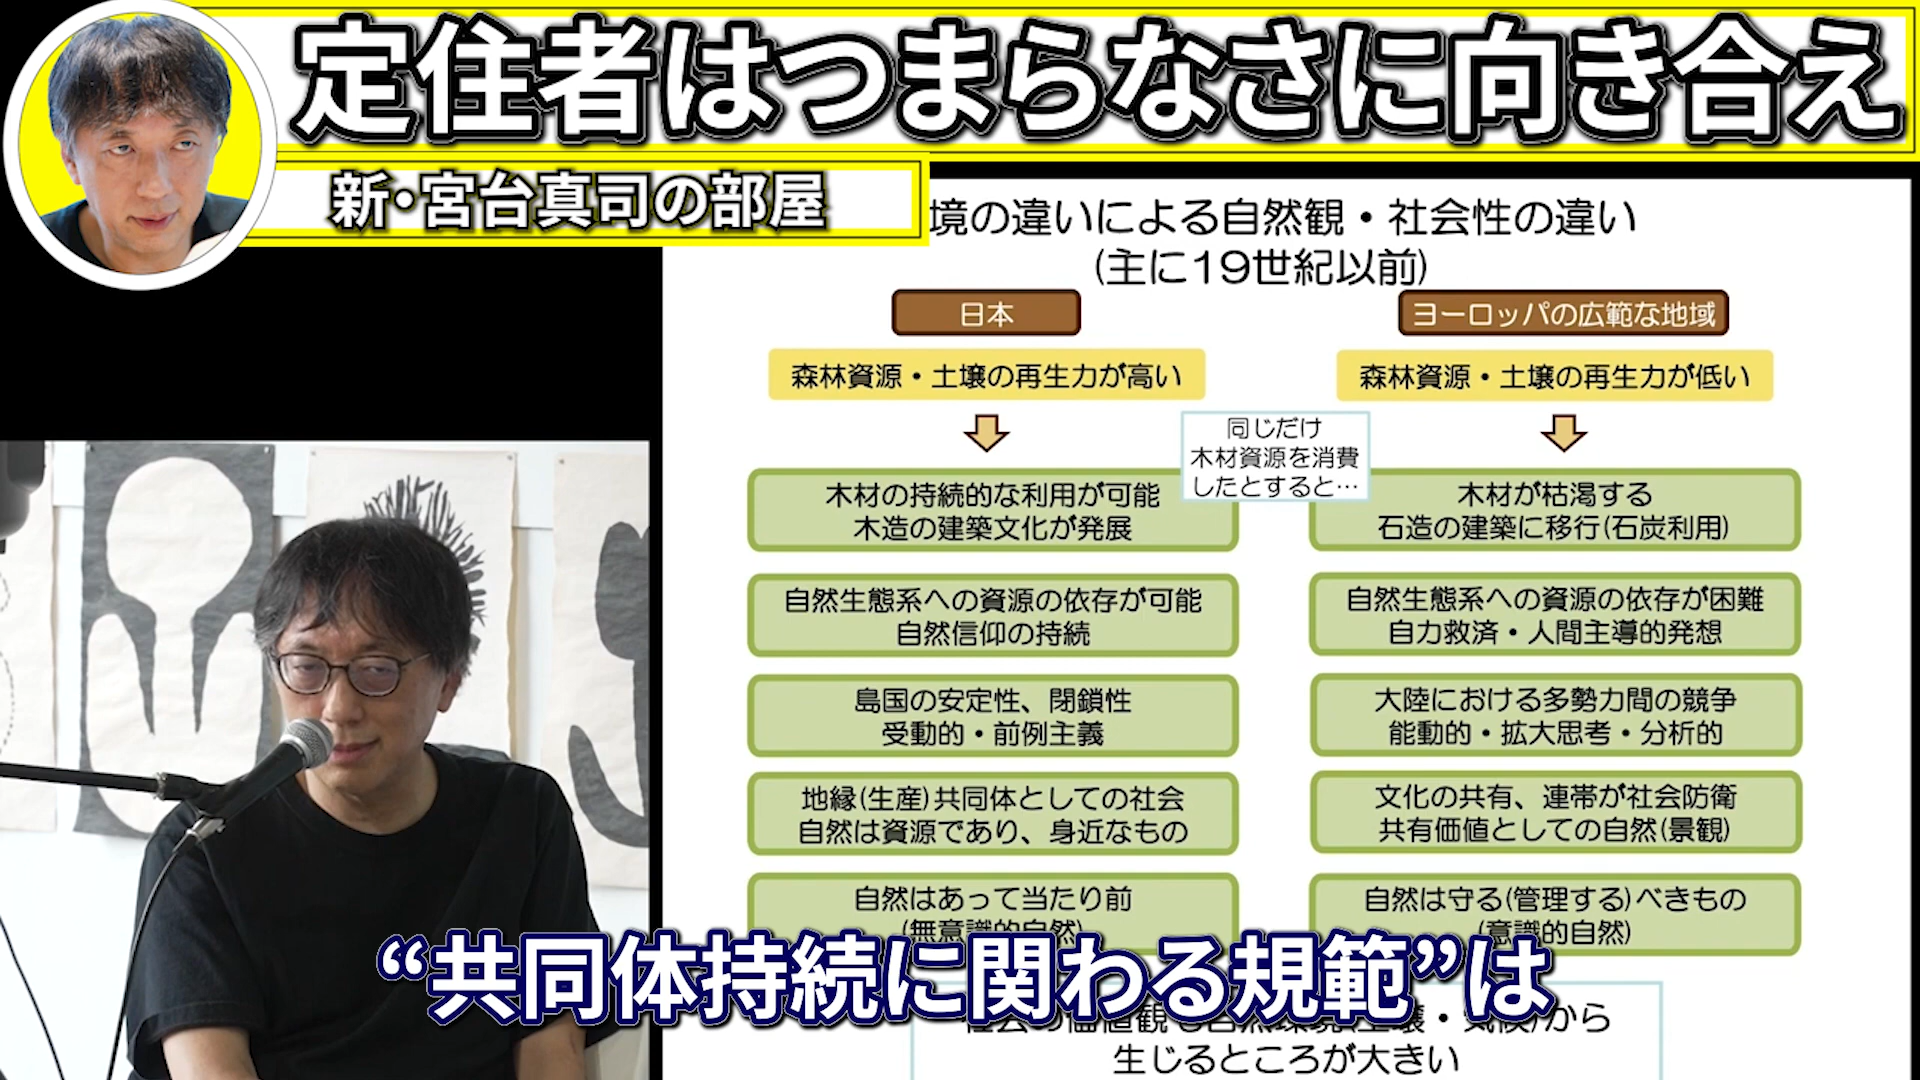 定住者はつまらなさに向き合え
新・宮台真司の部屋
境の違いによる自然観・社会性の違い
(主に19世紀以前)
日本
ヨーロッパの広範な地域
森林資源・土壌の再生力が高い
森林資源・土壌の再生力が低い
同じだけ
木材資源を消費
したとすると…
木材の持続的な利用が可能
木造の建築文化が発展
木材が枯渇する
石造の建築に移行(石炭利用)
自然生態系への資源の依存が可能
自然信仰の持続
自然生態系への資源の依存が困難
自力救済・人間主導的発想
島国の安定性、閉鎖性
受動的・前例主義
大陸における多勢力間の競争
能動的・拡大思考・分析的
地縁(生産)共同体としての社会
自然は資源であり、身近なもの
文化の共有、連帯が社会防衛
共有価値としての自然(景観)
自然はあって当たり前
(無意識的自然)
自然は守る(管理する)べきもの
(意識的自然)
“共同体持続に関わる規範”は
から
生じるところが大きい